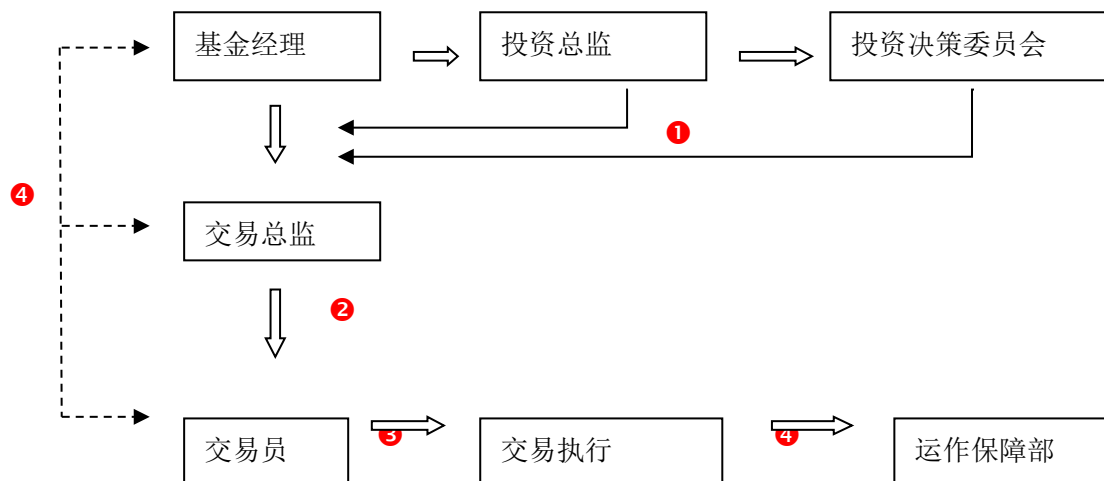 基金经理
投资总监
投资决策委员会
❶
❹
交易总监
❷
交易员
❸
交易执行
❹
运作保障部